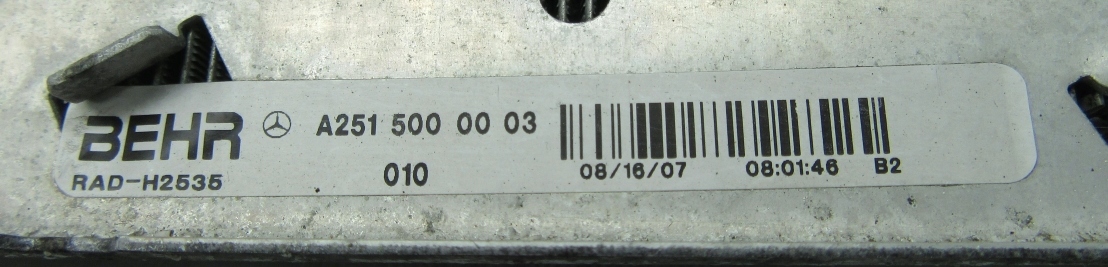 BEHR A251 500 00 03
RAD-H2535 010 08/16/07 08:01:46 B2